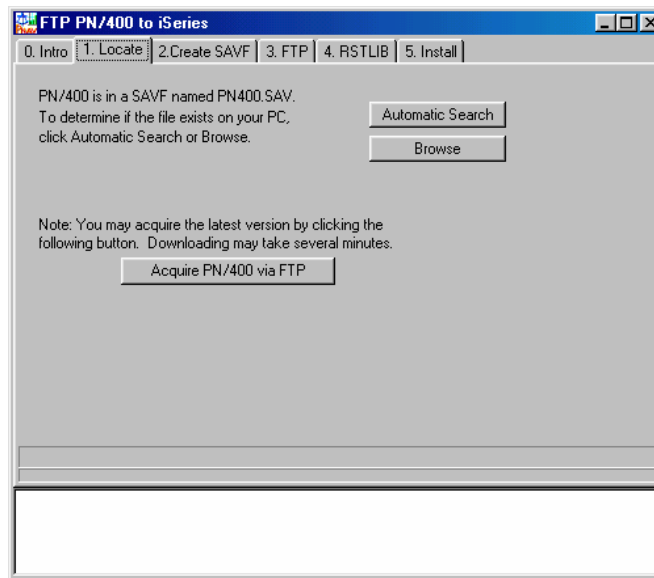 FTP PN/400 to iSeries
0. Intro 1. Locate 2.Create SAVF 3. FTP 4. RSTLIB 5. Install
PN/400 is in a SAVF named PN400.SAV.
To determine if the file exists on your PC,
click Automatic Search or Browse.
Automatic Search
Browse
Note: You may acquire the latest version by clicking the
following button. Downloading may take several minutes.
Acquire PN/400 via FTP